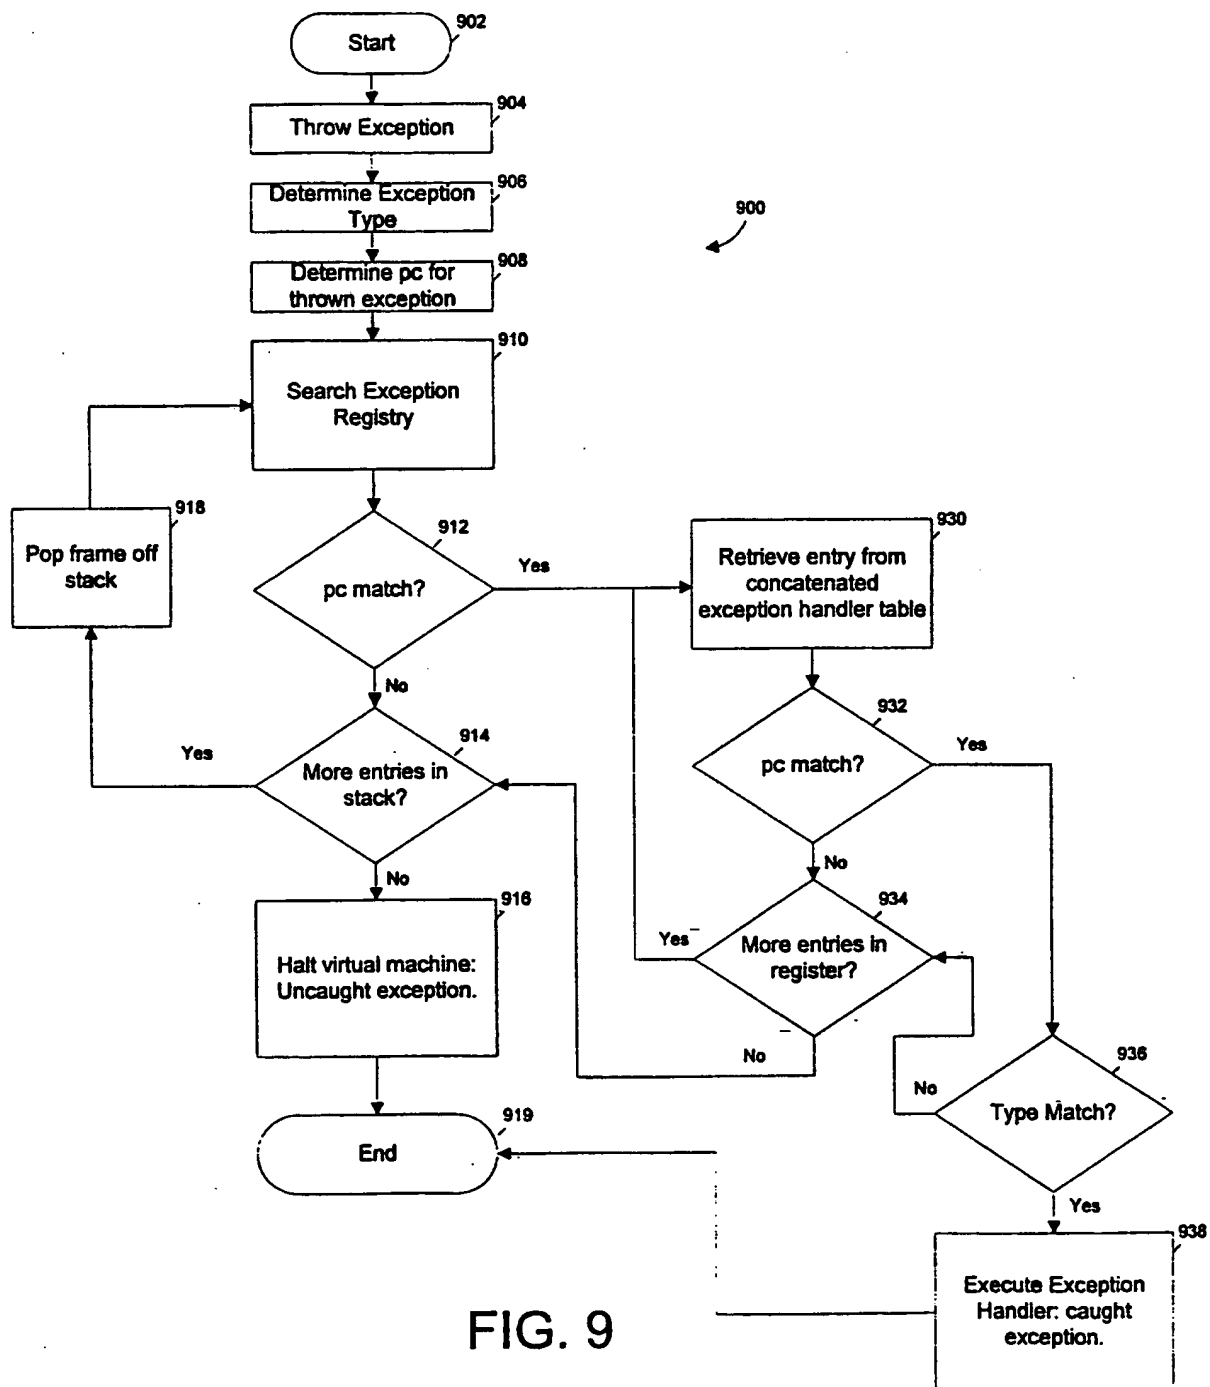 902
Start
904
Throw Exception
906
Determine Exception
Type
900
908
Determine pc for
thrown exception
910
Search Exception
Registry
918
Pop frame off
stack
912
pc match?
Yes
No
930
Retrieve entry from
concatenated
exception handler table
932
pc match?
Yes
No
914
More entries in
stack?
Yes
No
934
More entries in
register?
Yes
No
916
Halt virtual machine:
Uncaught exception.
936
Type Match?
No
Yes
919
End
938
Execute Exception
Handler: caught
exception.
FIG. 9